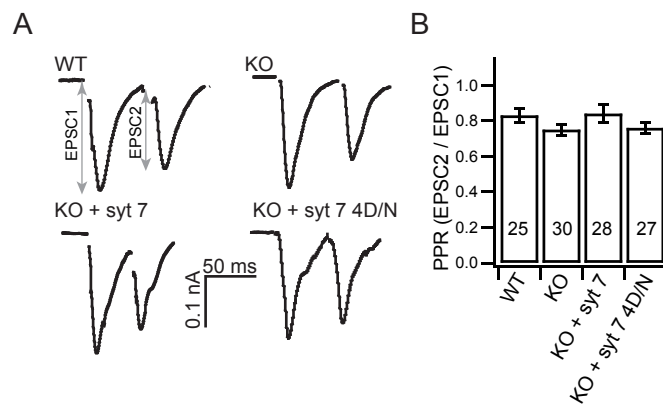 A
WT
EPSC1
EPSC2
KO
KO + syt 7
KO + syt 7 4D/N
50 ms
0.1 nA
B
PPR (EPSC2 / EPSC1)
1.0
0.8
0.6
0.4
0.2
0.0
25
30
28
27
WT
KO
KO + syt 7
KO + syt 7 4D/N